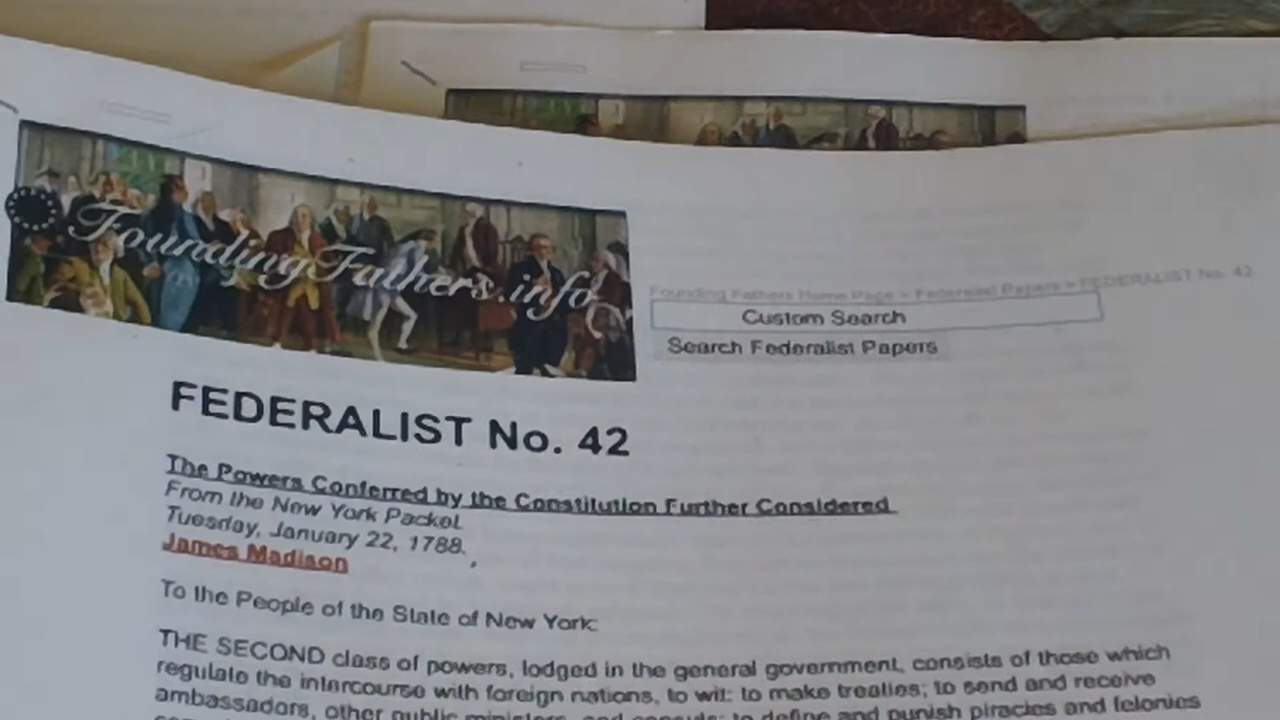 FoundingFathers.info
Founding Fathers Home Page > Federalist Papers > FEDERALIST No. 42
Custom Search
Search Federalist Papers
FEDERALIST No. 42
The Powers Conferred by the Constitution Further Considered
From the New York Packet.
Tuesday, January 22, 1788.
James Madison
To the People of the State of New York:
THE SECOND class of powers, lodged in the general government, consists of those which
regulate the intercourse with foreign nations, to wit: to make treaties; to send and receive
ambassadors, other public ministers, and consuls; to define and punish piracies and felonies